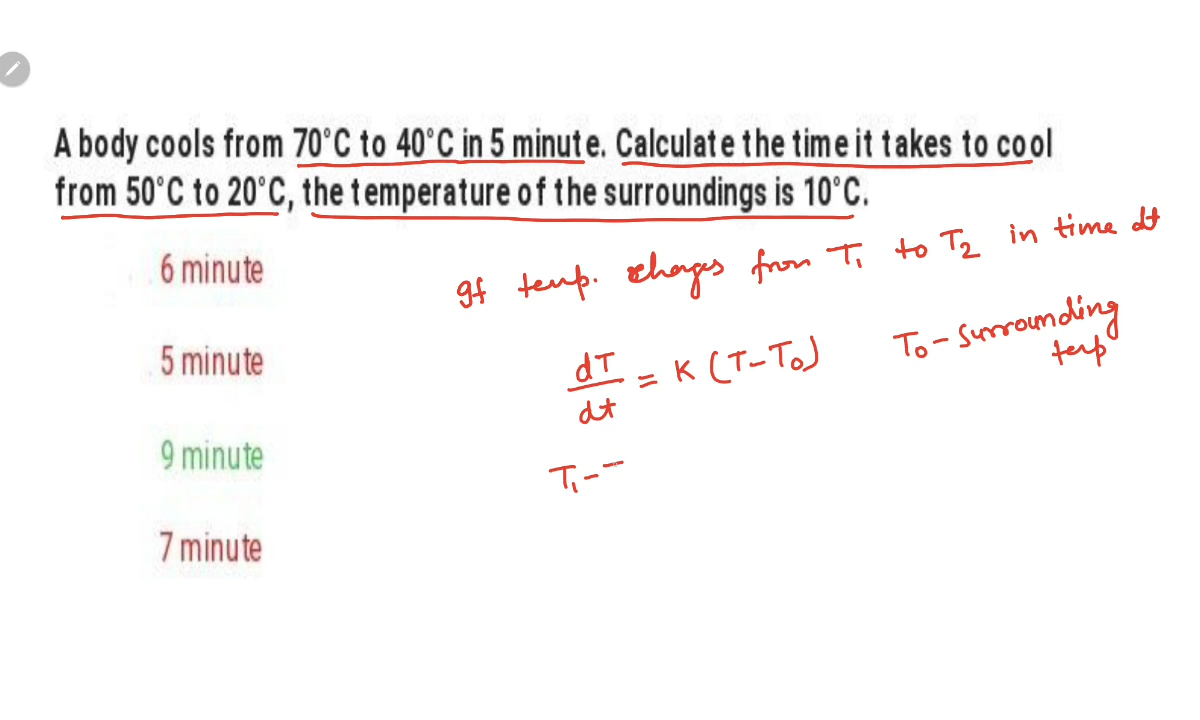 A body cools from 70°C to 40°C in 5 minute. Calculate the time it takes to cool
from 50°C to 20°C, the temperature of the surroundings is 10°C.
6 minute
5 minute
9 minute
7 minute
If temp. changes from T₁ to T₂ in time dt
dT/dt = K (T-T₀) T₀ - Surrounding
temp
T₁ -